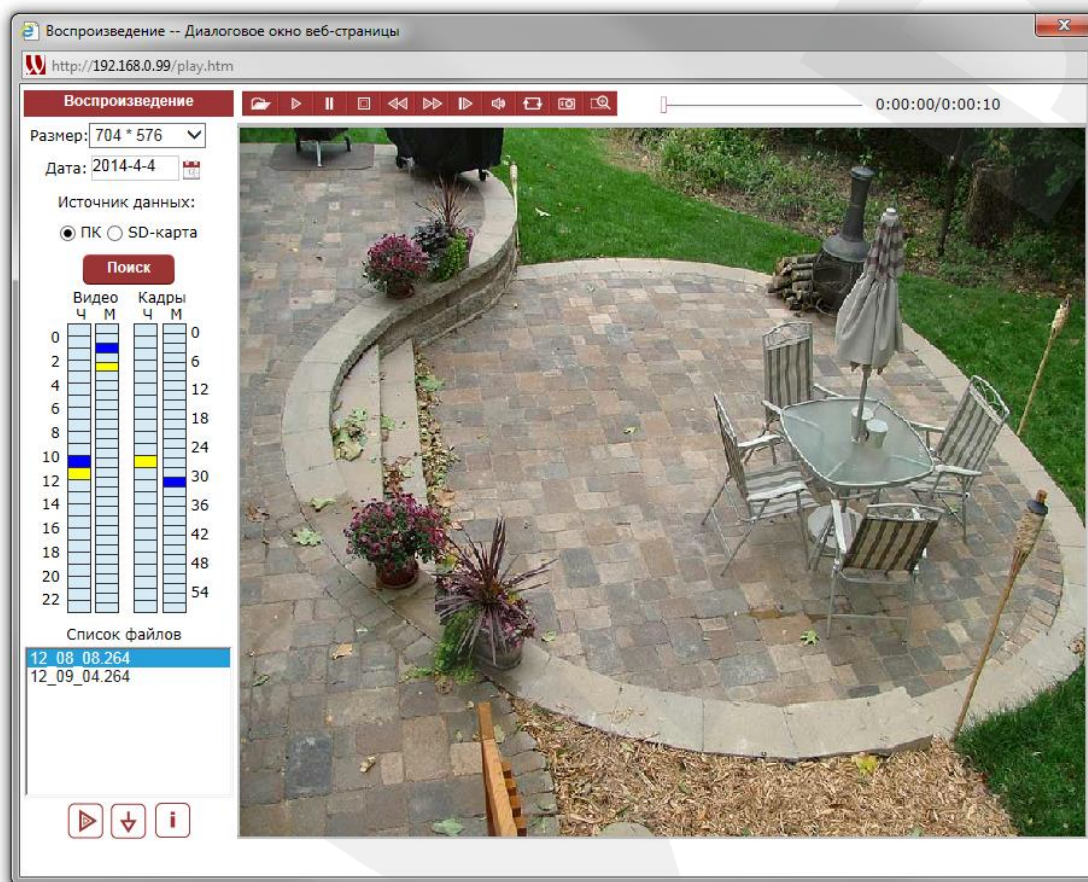 Воспроизведение -- Диалоговое окно веб-страницы
http://192.168.0.99/play.htm
Воспроизведение
0:00:00/0:00:10
Размер: 704 * 576
Дата: 2014-4-4
Источник данных:
ПК SD-карта
Поиск
Видео Кадры
Ч М Ч М
0 0
2 6
4 12
6 18
8 24
10 30
12 36
14 42
16 48
18 54
20
22
Список файлов
12_08_08.264
12_09_04.264